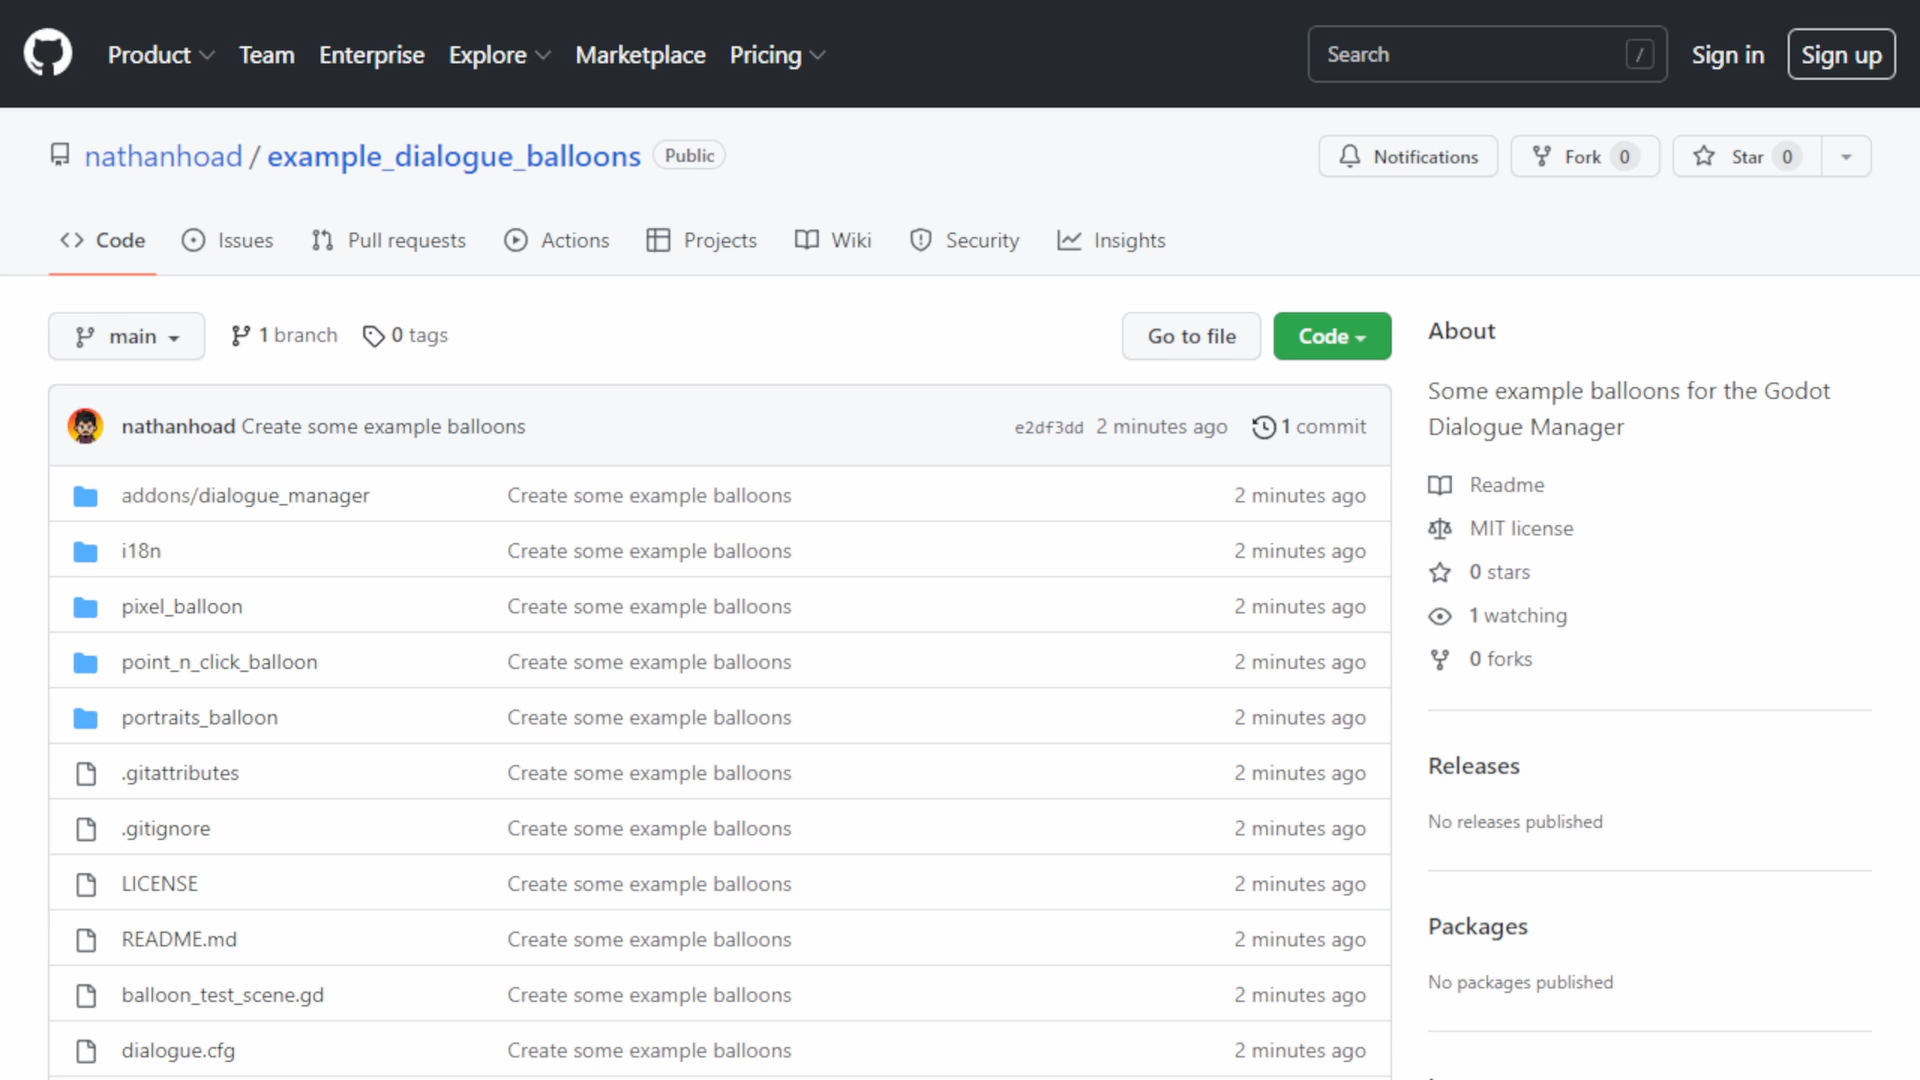 Product Team Enterprise Explore Marketplace Pricing Search / Sign in Sign up
nathanhoad / example_dialogue_balloons Public Notifications Fork 0 Star 0
Code Issues Pull requests Actions Projects Wiki Security Insights
main 1 branch 0 tags Go to file Code
nathanhoad Create some example balloons e2df3dd 2 minutes ago 1 commit
addons/dialogue_manager Create some example balloons 2 minutes ago
i18n Create some example balloons 2 minutes ago
pixel_balloon Create some example balloons 2 minutes ago
point_n_click_balloon Create some example balloons 2 minutes ago
portraits_balloon Create some example balloons 2 minutes ago
.gitattributes Create some example balloons 2 minutes ago
.gitignore Create some example balloons 2 minutes ago
LICENSE Create some example balloons 2 minutes ago
README.md Create some example balloons 2 minutes ago
balloon_test_scene.gd Create some example balloons 2 minutes ago
dialogue.cfg Create some example balloons 2 minutes ago
About
Some example balloons for the Godot
Dialogue Manager
Readme
MIT license
0 stars
1 watching
0 forks
Releases
No releases published
Packages
No packages published